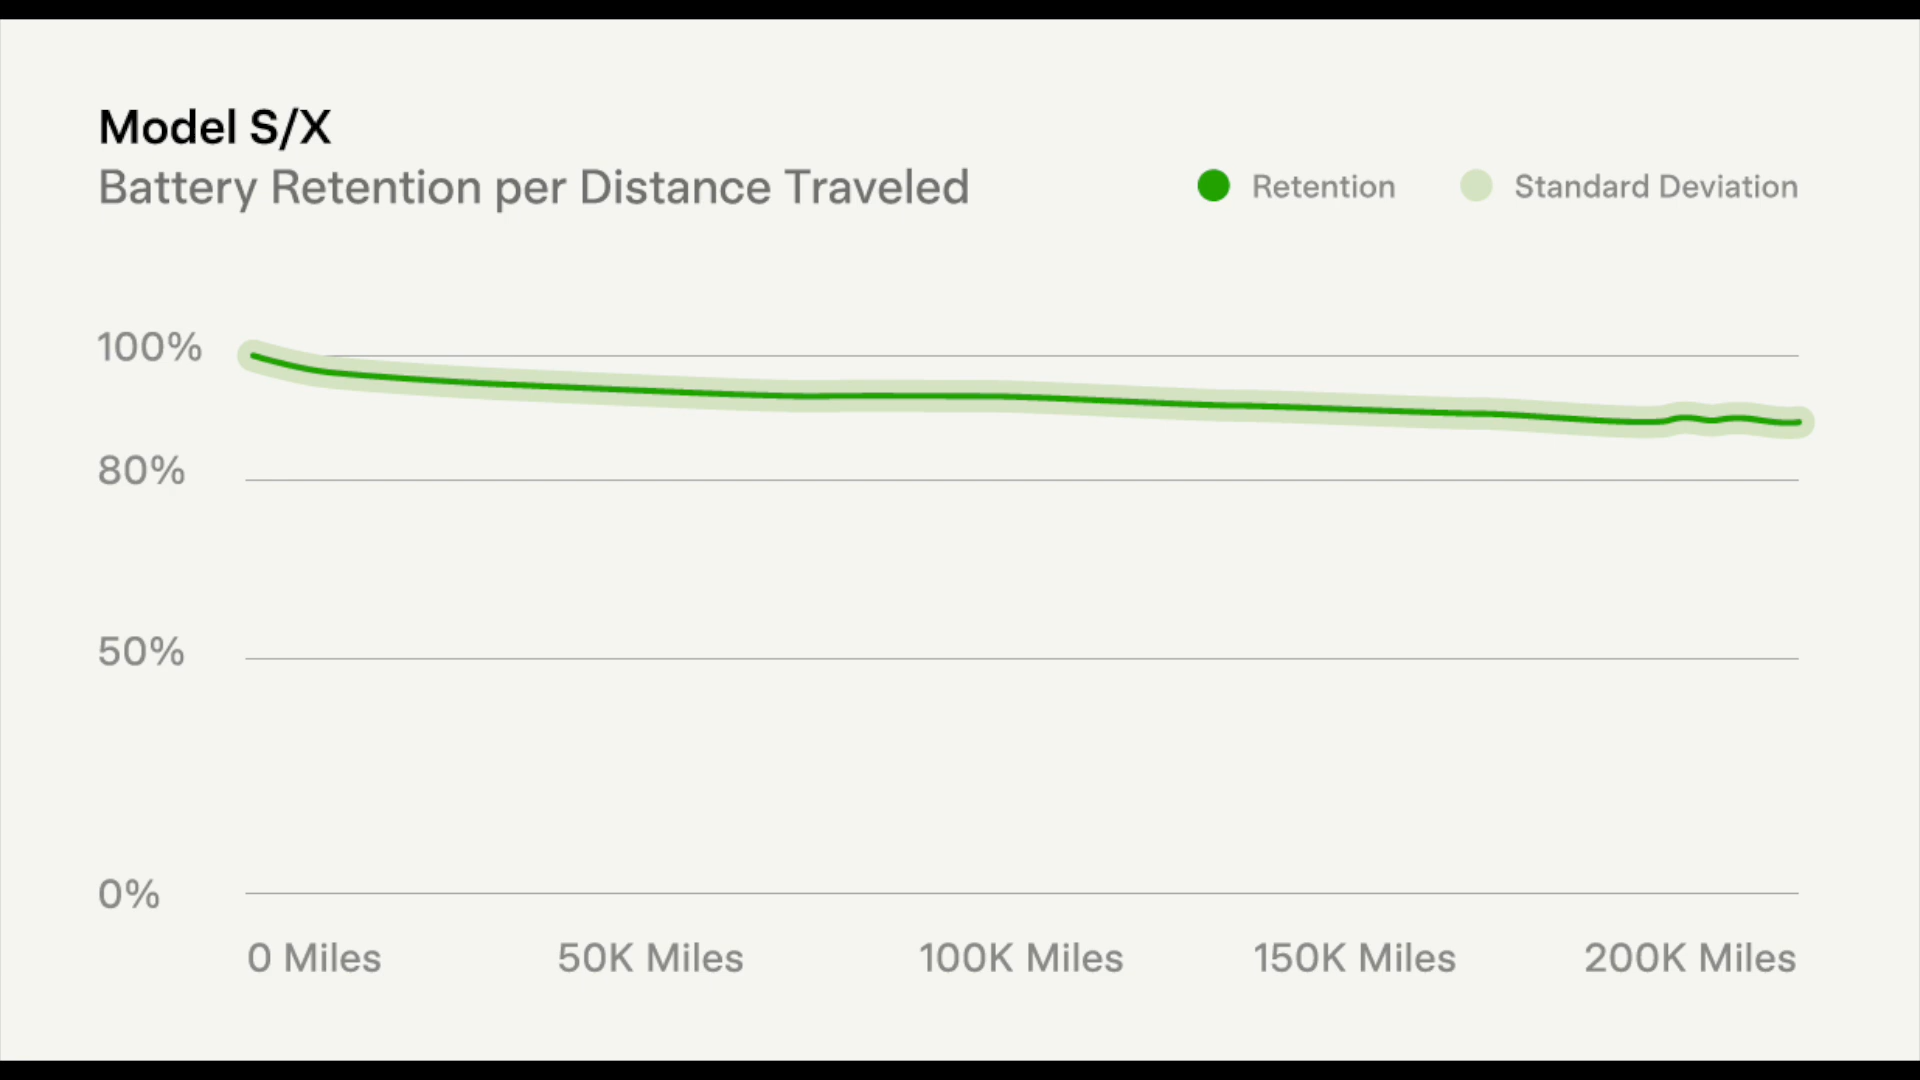 Model S/X
Battery Retention per Distance Traveled
Retention
Standard Deviation
100%
80%
50%
0%
0 Miles
50K Miles
100K Miles
150K Miles
200K Miles